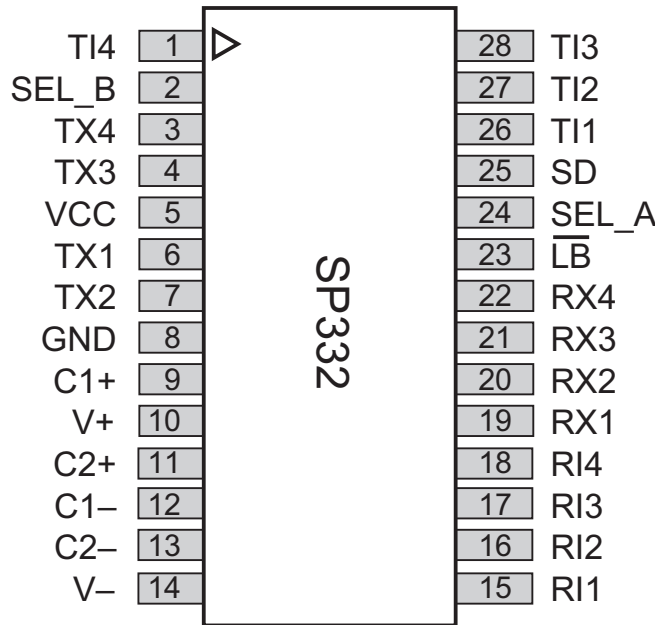 TI4 1 28 TI3
SEL_B 2 27 TI2
TX4 3 26 TI1
TX3 4 25 SD
VCC 5 24 SEL_A
TX1 6 23 L̅B̅
TX2 7 22 RX4
GND 8 21 RX3
C1+ 9 20 RX2
V+ 10 19 RX1
C2+ 11 18 RI4
C1– 12 17 RI3
C2– 13 16 RI2
V– 14 15 RI1
SP332